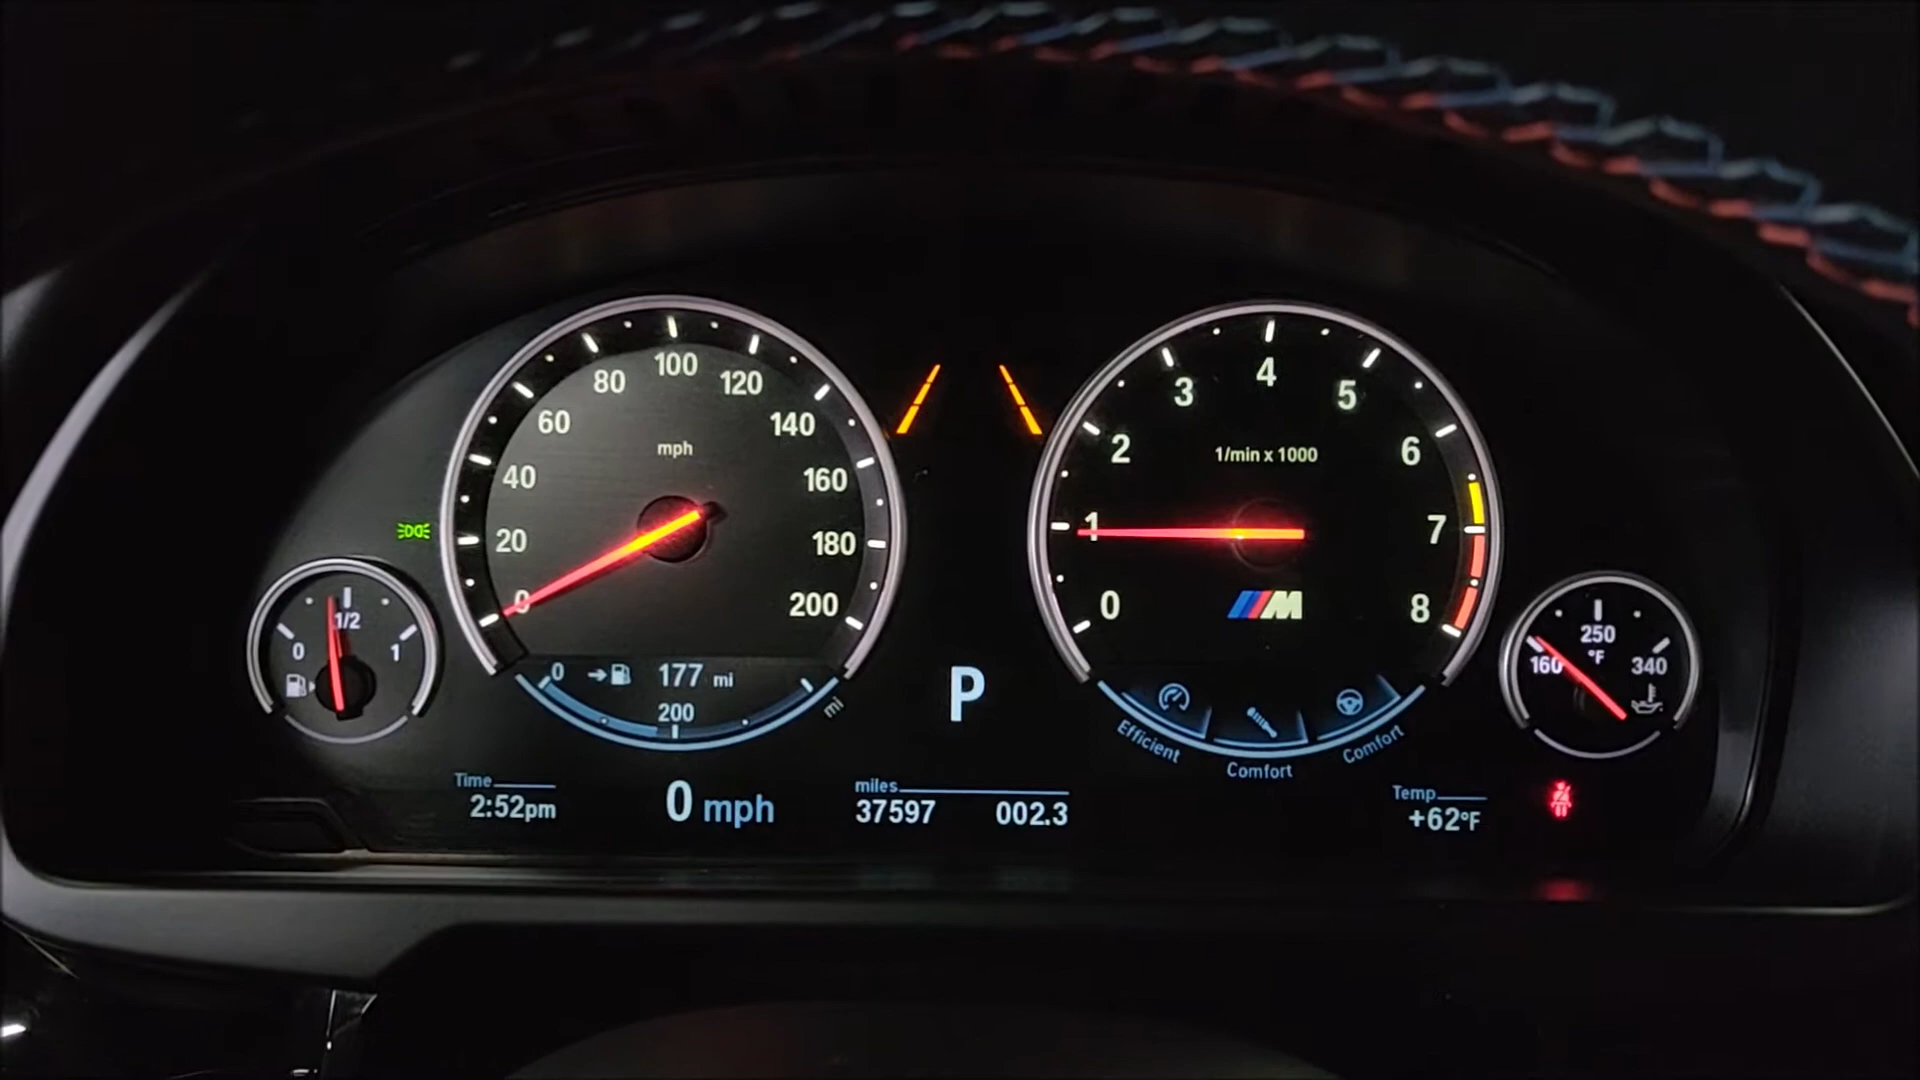 100
80
120
60
140
mph
40
160
20
180
0
200
4
3
5
2
6
1/min x 1000
1
7
0
8
M
1/2
0
1
250
°F
160
340
0
177 mi
200
mi
P
Efficient
Comfort
Comfort
Time
2:52pm
0 mph
miles
37597 002.3
Temp
+62°F